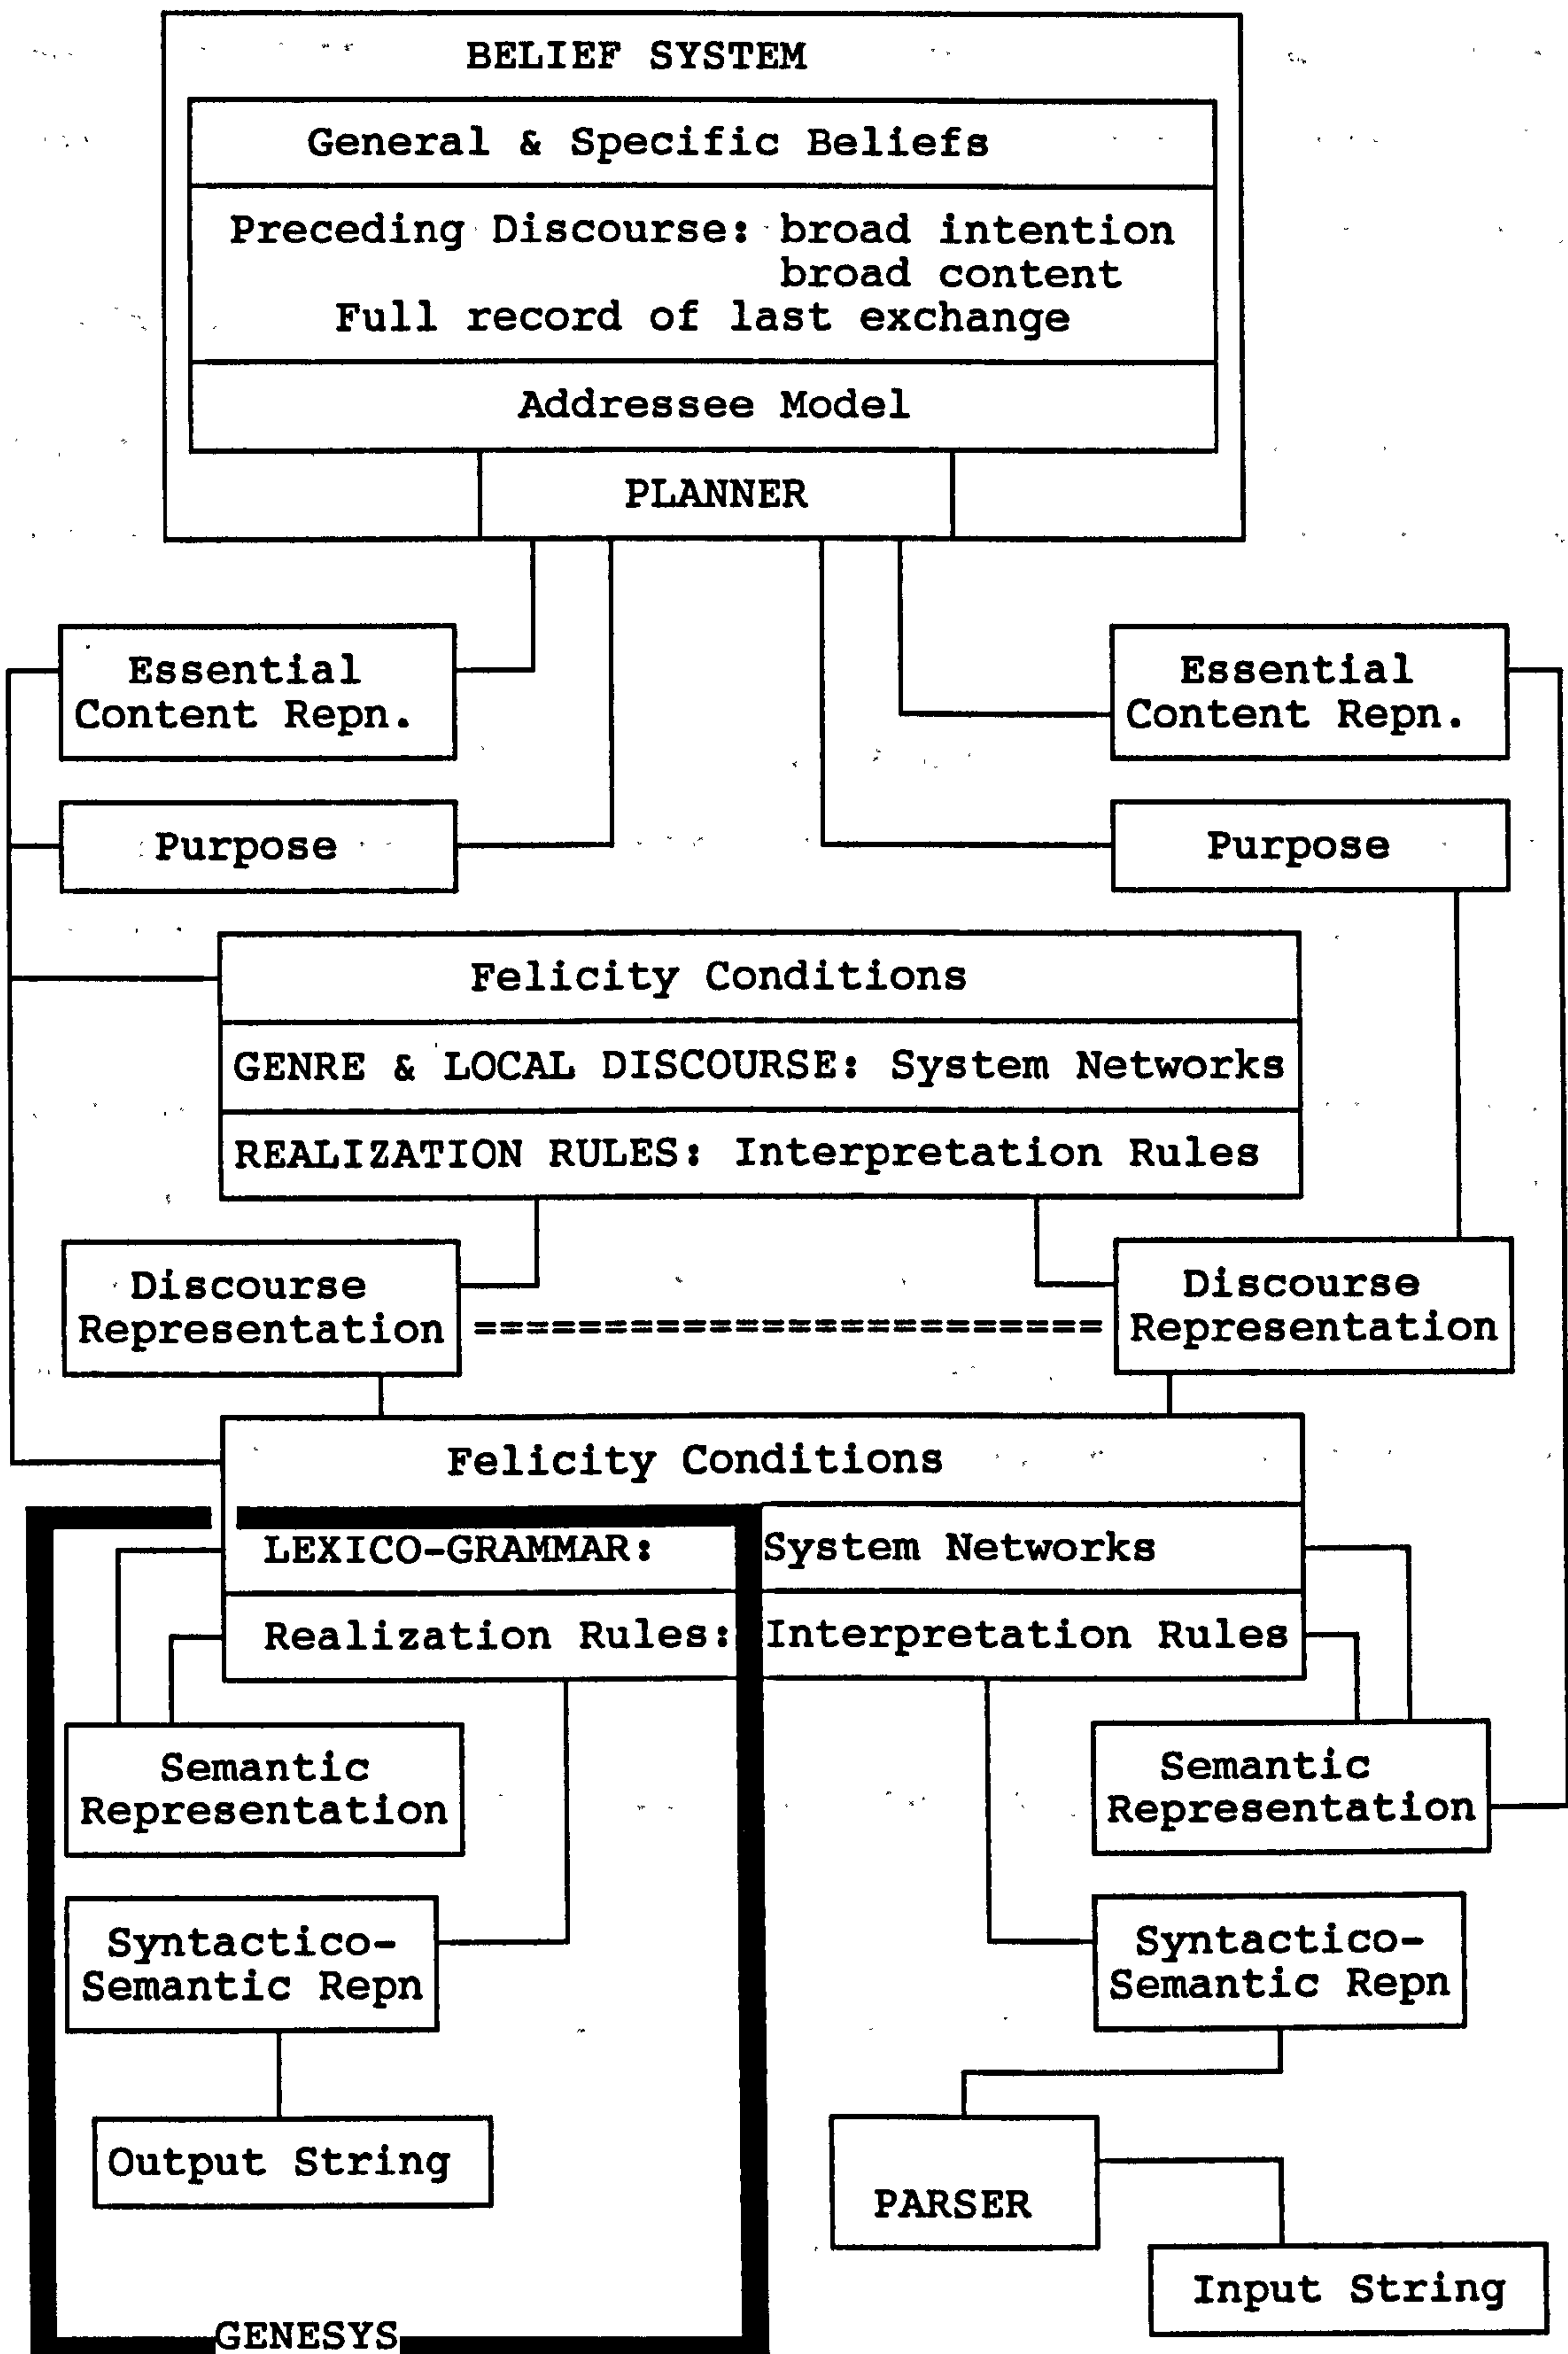 BELIEF SYSTEM
General & Specific Beliefs
Preceding Discourse: broad intention
broad content
Full record of last exchange
Addressee Model
PLANNER
Essential
Content Repn.
Essential
Content Repn.
Purpose
Purpose
Felicity Conditions
GENRE & LOCAL DISCOURSE: System Networks
REALIZATION RULES: Interpretation Rules
Discourse
Representation
========================
Discourse
Representation
Felicity Conditions
LEXICO-GRAMMAR: System Networks
Realization Rules: Interpretation Rules
Semantic
Representation
Semantic
Representation
Syntactico-
Semantic Repn
Syntactico-
Semantic Repn
Output String
PARSER
Input String
GENESYS